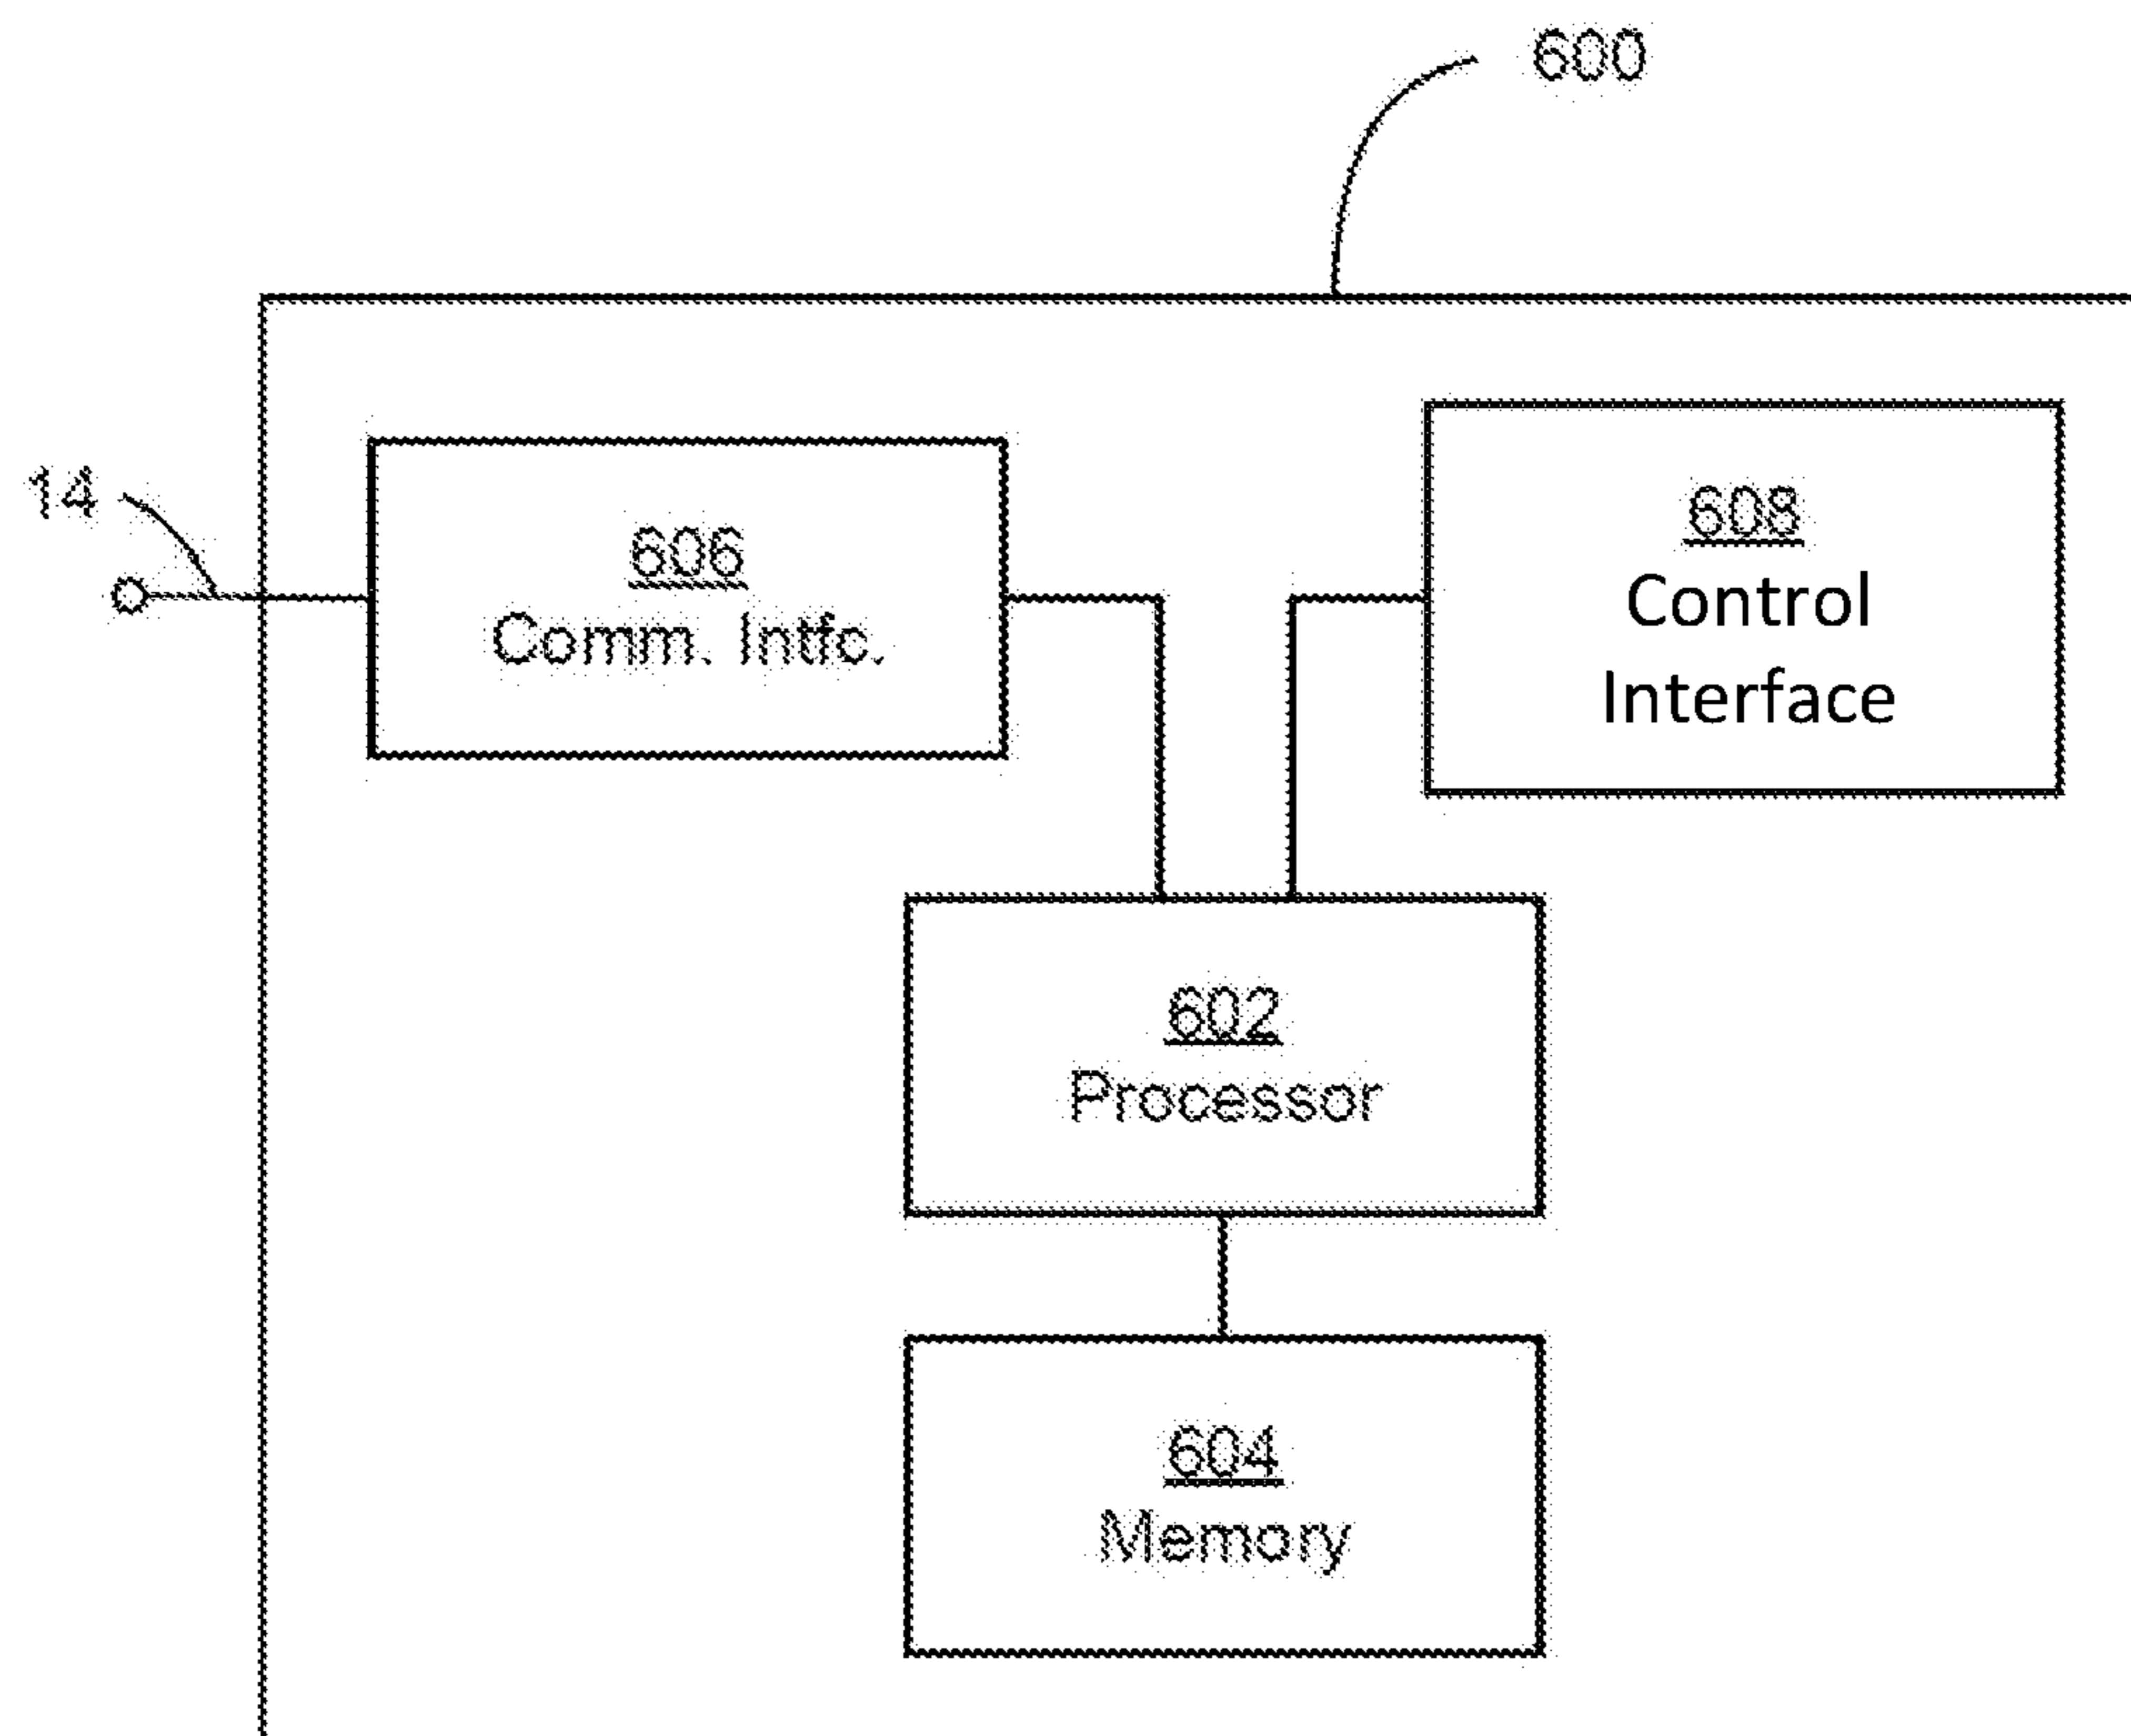 600
14
606
Comm. Intfc.
608
Control
Interface
602
Processor
604
Memory